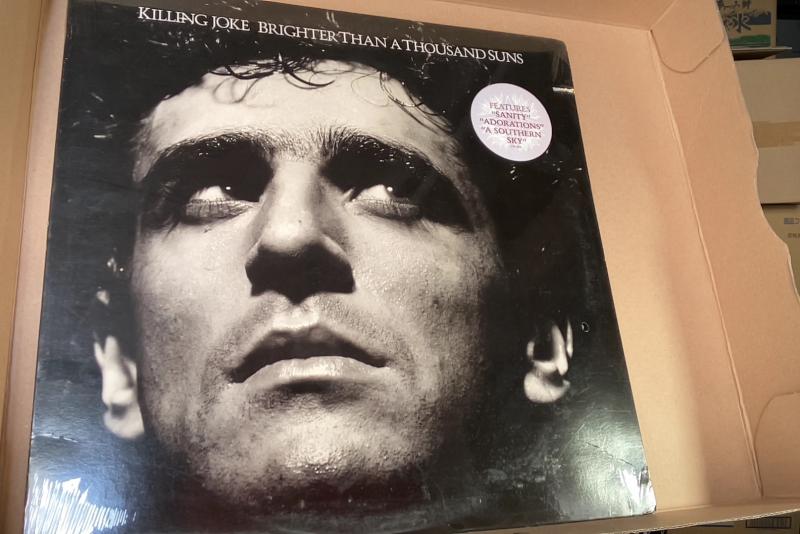 KILLING JOKE BRIGHTER THAN A THOUSAND SUNS
FEATURES
"SANITY"
"ADORATIONS"
"A SOUTHERN
SKY"